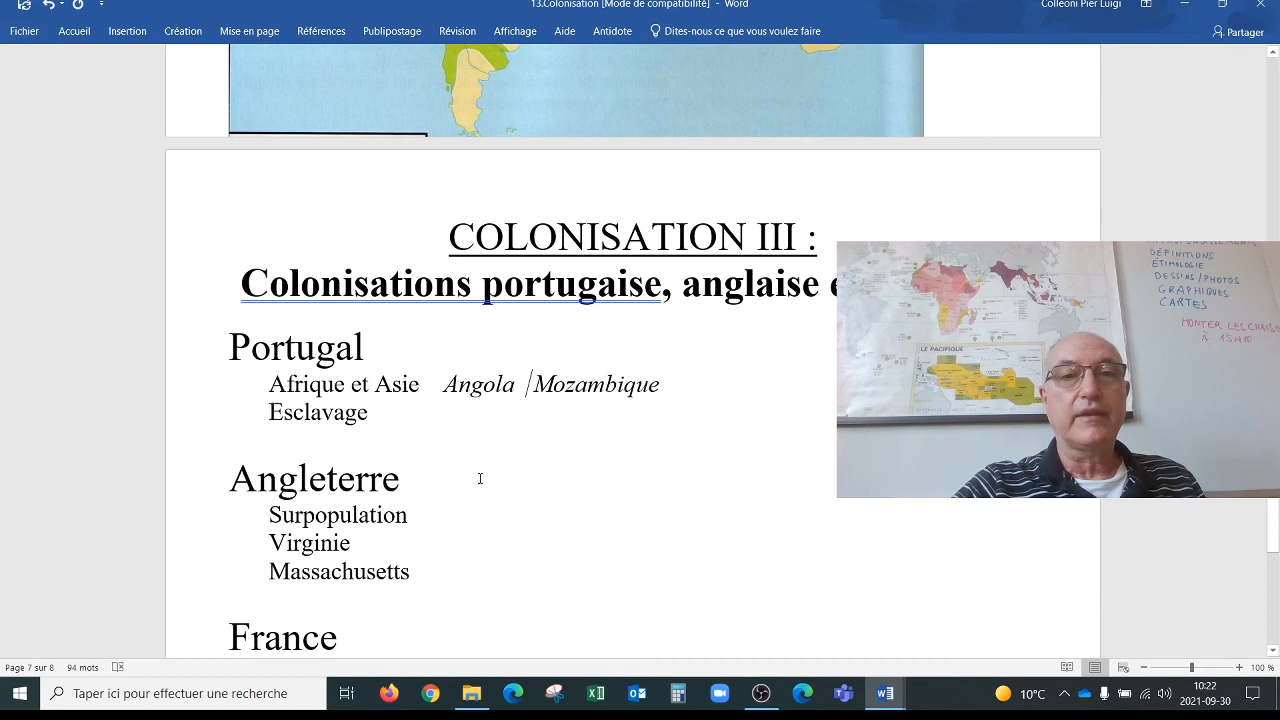 13.Colonisation [Mode de compatibilité] - Word
Colleoni Pier Luigi
Fichier Accueil Insertion Création Mise en page Références Publipostage Révision Affichage Aide Antidote Dites-nous ce que vous voulez faire Partager
COLONISATION III :
Colonisations portugaise, anglaise e
Portugal
Afrique et Asie Angola / Mozambique
Esclavage
Angleterre
Surpopulation
Virginie
Massachusetts
France
DÉFINITIONS
ETIMOLOGIE
DESSINS/PHOTOS
GRAPHIQUES
CARTES
MONTER LES CHAISES
À 15H10
LE PACIFIQUE
Page 7 sur 8 94 mots 100 %
Taper ici pour effectuer une recherche
10°C
10:22
2021-09-30